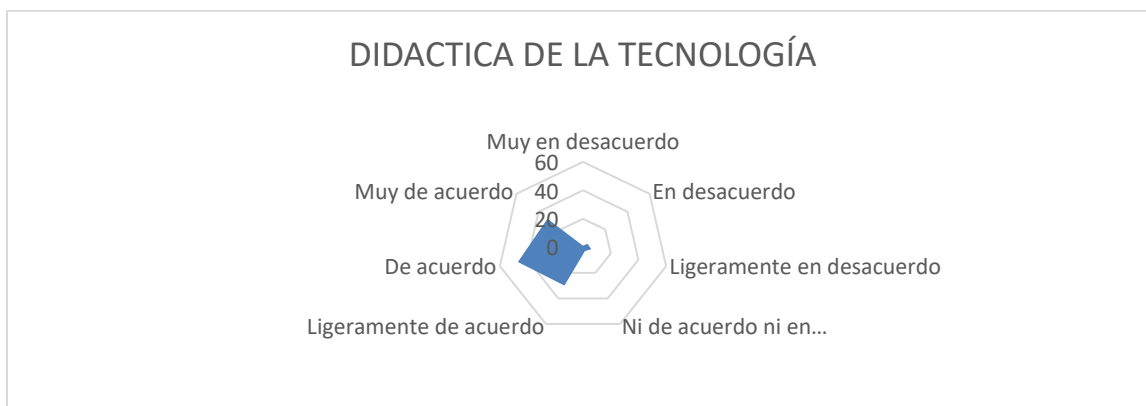 DIDACTICA DE LA TECNOLOGÍA
Muy en desacuerdo
60
Muy de acuerdo
40
En desacuerdo
20
0
De acuerdo
Ligeramente en desacuerdo
Ligeramente de acuerdo
Ni de acuerdo ni en…